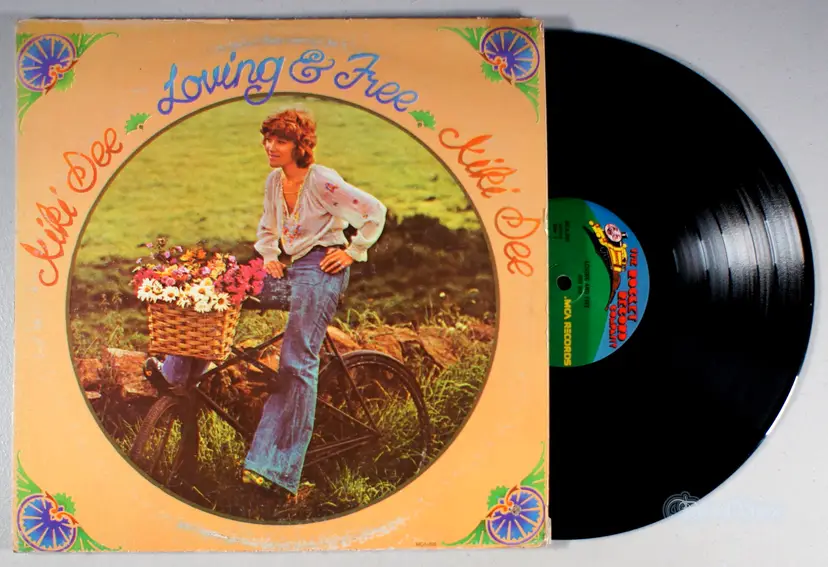 Loving & Free
Kiki Dee
Kiki Dee
THE ROCKET
RECORD
COMPANY
MCA RECORDS